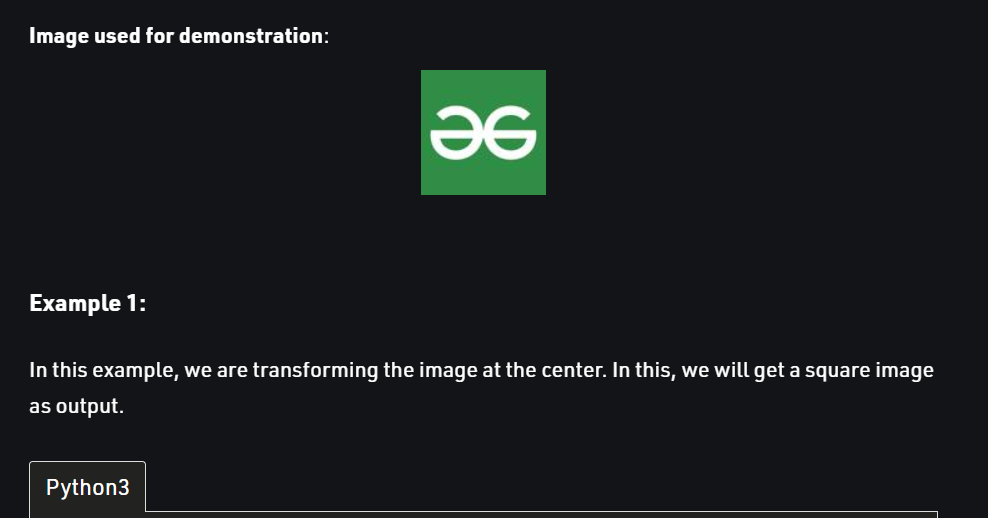 Image used for demonstration:
Example 1:
In this example, we are transforming the image at the center. In this, we will get a square image
as output.
Python3